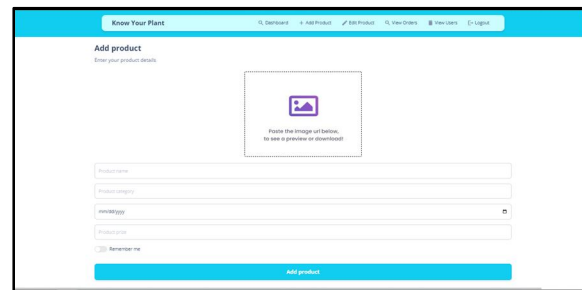 Know Your Plant
Dashboard
Add Product
Edit Product
View Orders
View Users
Logout
Add product
Enter your product details
Paste the image url below,
to see a preview or download!
Product name
Product category
mm/dd/yyyy
Product price
Remember me
Add product